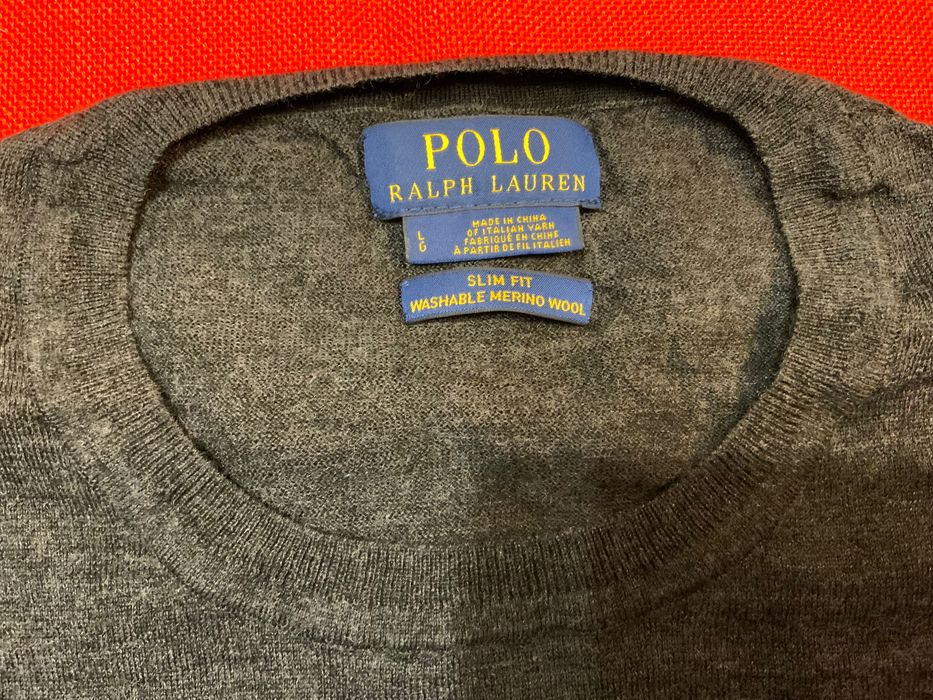 POLO
RALPH LAUREN
L
G
MADE IN CHINA
OF ITALIAN YARN
FABRIQUÉ EN CHINE
À PARTIR DE FIL ITALIEN
SLIM FIT
WASHABLE MERINO WOOL